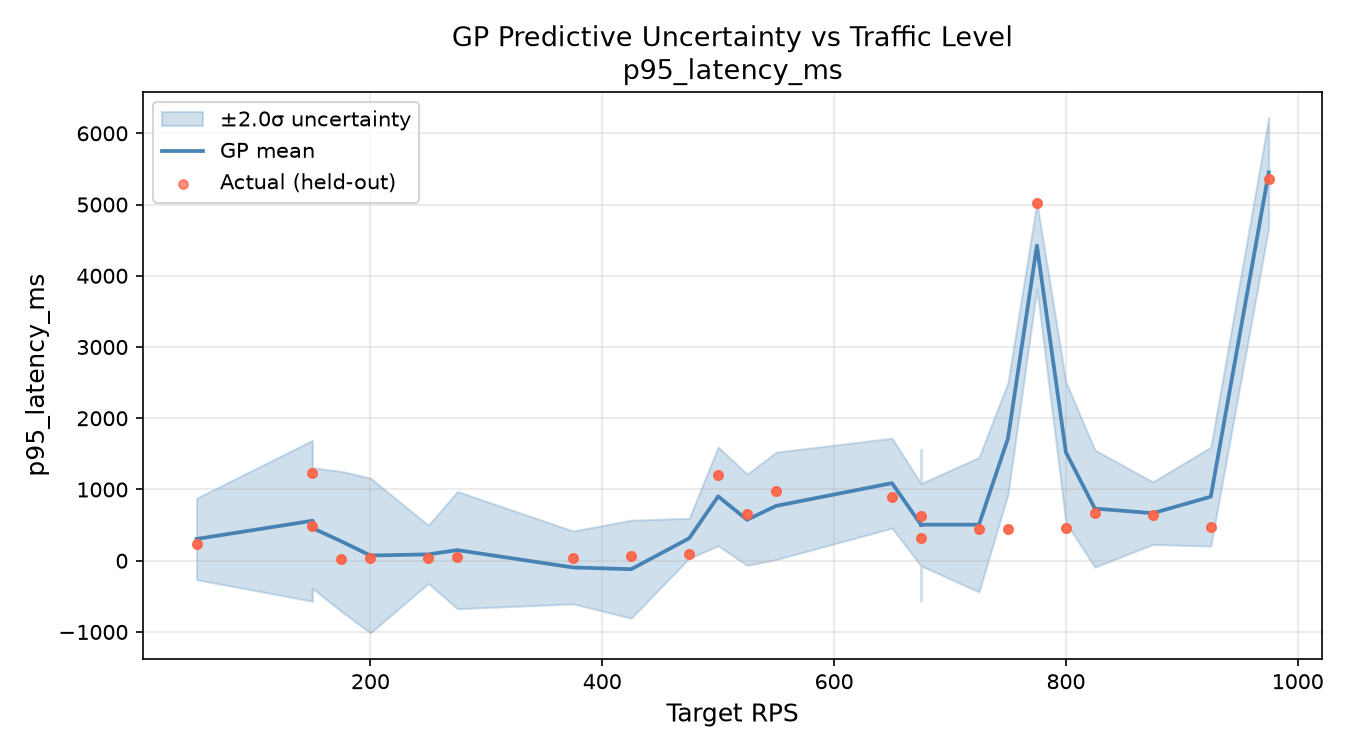 GP Predictive Uncertainty vs Traffic Level
p95_latency_ms
±2.0σ uncertainty
GP mean
Actual (held-out)
p95_latency_ms
6000
5000
4000
3000
2000
1000
0
−1000
200
400
600
800
1000
Target RPS